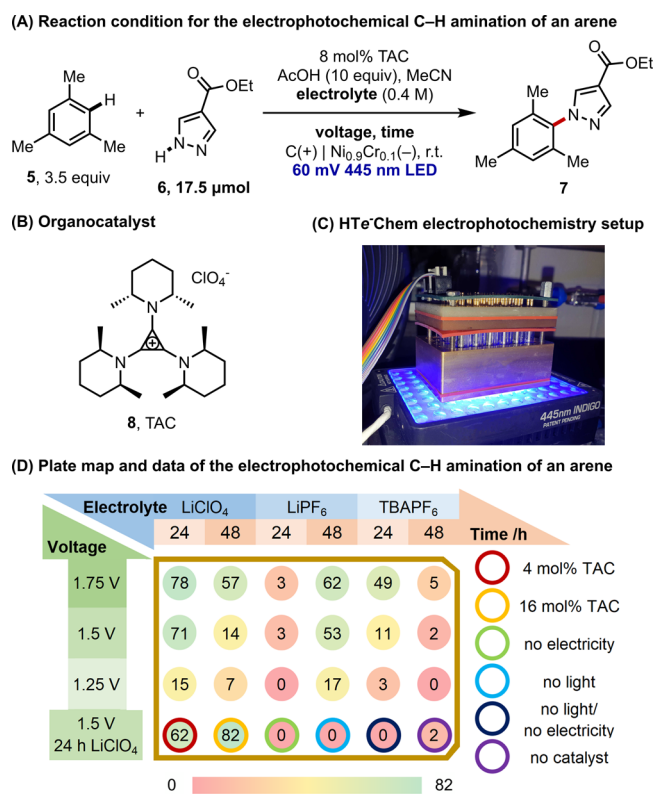 (A) Reaction condition for the electrophotochemical C–H amination of an arene
Me
H
Me
Me
5, 3.5 equiv
+
O
OEt
N
N
H
6, 17.5 µmol
8 mol% TAC
AcOH (10 equiv), MeCN
electrolyte (0.4 M)
voltage, time
C(+) | Ni0.9Cr0.1(–), r.t.
60 mV 445 nm LED
O
OEt
Me
N
N
Me
Me
7
(B) Organocatalyst
ClO4-
N
N
N
+
8, TAC
(C) HTe-Chem electrophotochemistry setup
445nm INDIGO
PATENT PENDING
(D) Plate map and data of the electrophotochemical C–H amination of an arene
Electrolyte LiClO4 LiPF6 TBAPF6
24 48 24 48 24 48 Time /h
Voltage
1.75 V 78 57 3 62 49 5
1.5 V 71 14 3 53 11 2
1.25 V 15 7 0 17 3 0
1.5 V
24 h LiClO4
62 82 0 0 0 2
4 mol% TAC
16 mol% TAC
no electricity
no light
no light/
no electricity
no catalyst
0 82